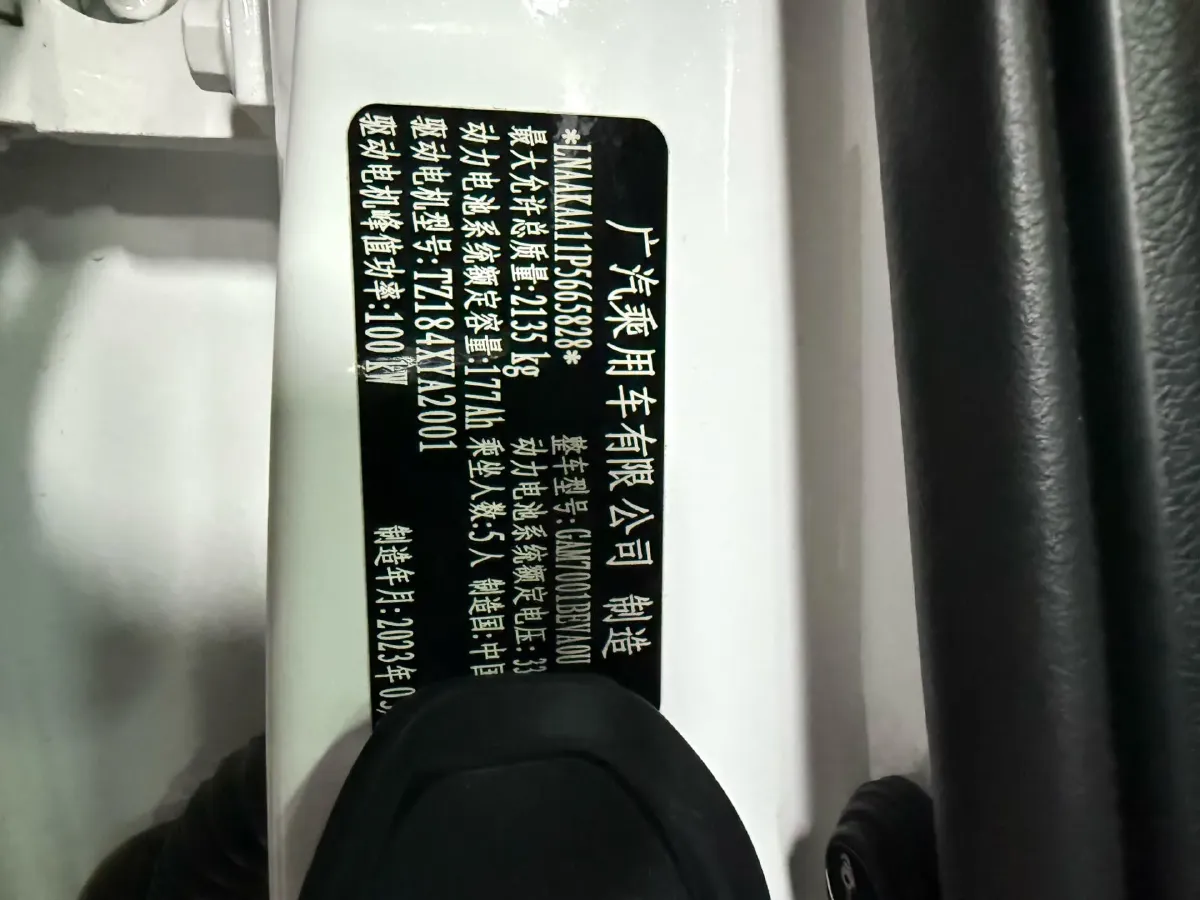 广汽乘用车有限公司 制造
*LNAAKAA11P5665828* 整车型号:GAM7001BEVA0U
最大允许总质量:2135 kg 动力电池系统额定电压:33
动力电池系统额定容量:177Ah 乘坐人数:5人 制造国:中国
驱动电机型号:TZ184XYA2001
驱动电机峰值功率:100 kW 制造年月:2023年0